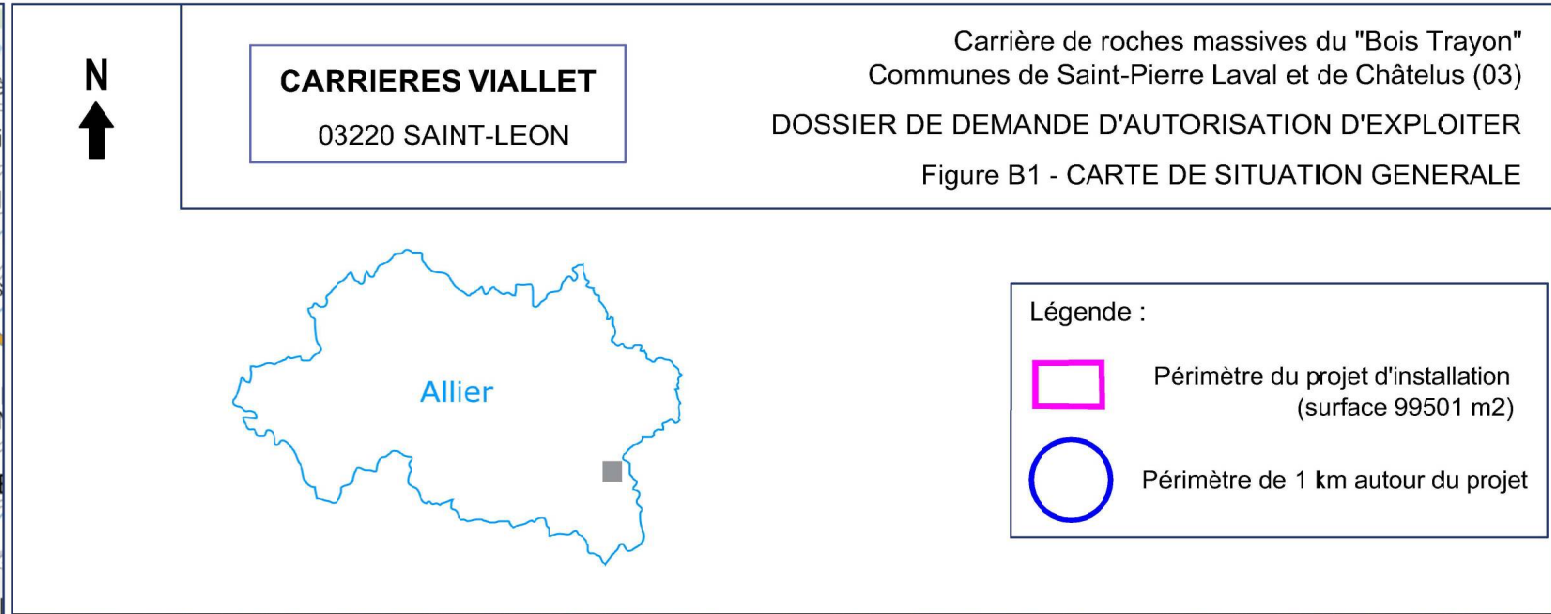 N
CARRIERES VIALLET
03220 SAINT-LEON
Carrière de roches massives du "Bois Trayon"
Communes de Saint-Pierre Laval et de Châtelus (03)
DOSSIER DE DEMANDE D'AUTORISATION D'EXPLOITER
Figure B1 - CARTE DE SITUATION GENERALE
Allier
Légende :
Périmètre du projet d'installation
(surface 99501 m2)
Périmètre de 1 km autour du projet